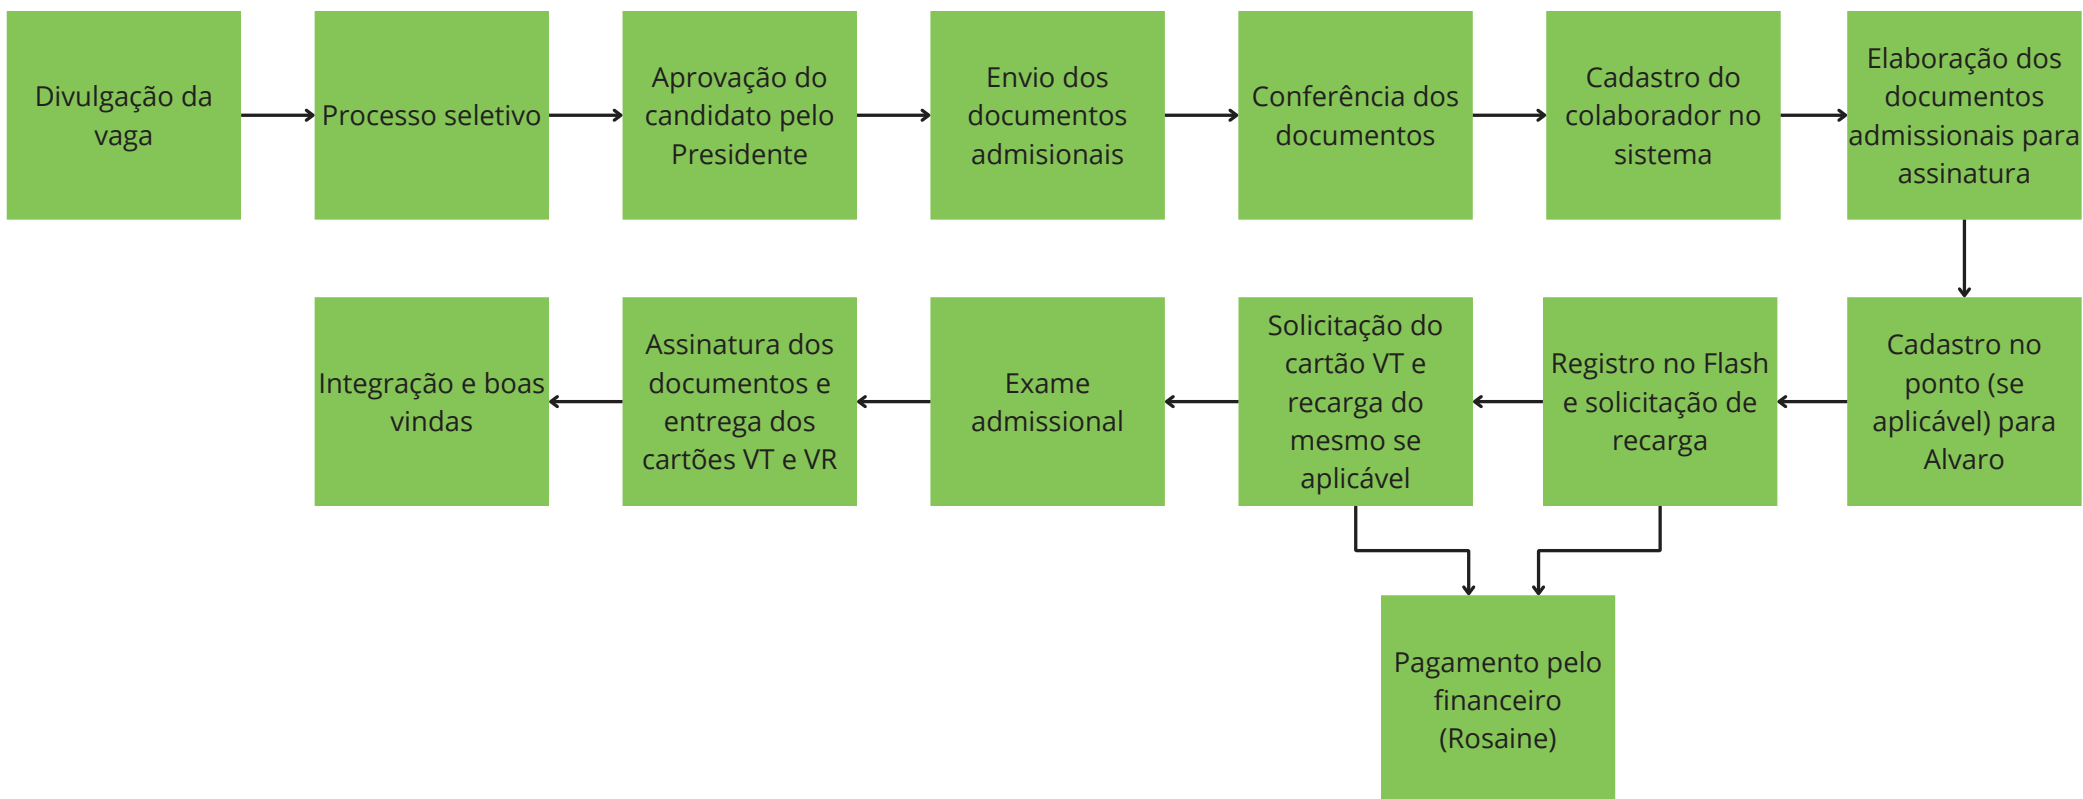 Divulgação da
vaga
Processo seletivo
Aprovação do
candidato pelo
Presidente
Envio dos
documentos
admisionais
Conferência dos
documentos
Cadastro do
colaborador no
sistema
Elaboração dos
documentos
admissionais para
assinatura
Cadastro no
ponto (se
aplicável) para
Alvaro
Registro no Flash
e solicitação de
recarga
Solicitação do
cartão VT e
recarga do
mesmo se
aplicável
Exame
admissional
Assinatura dos
documentos e
entrega dos
cartões VT e VR
Integração e boas
vindas
Pagamento pelo
financeiro
(Rosaine)